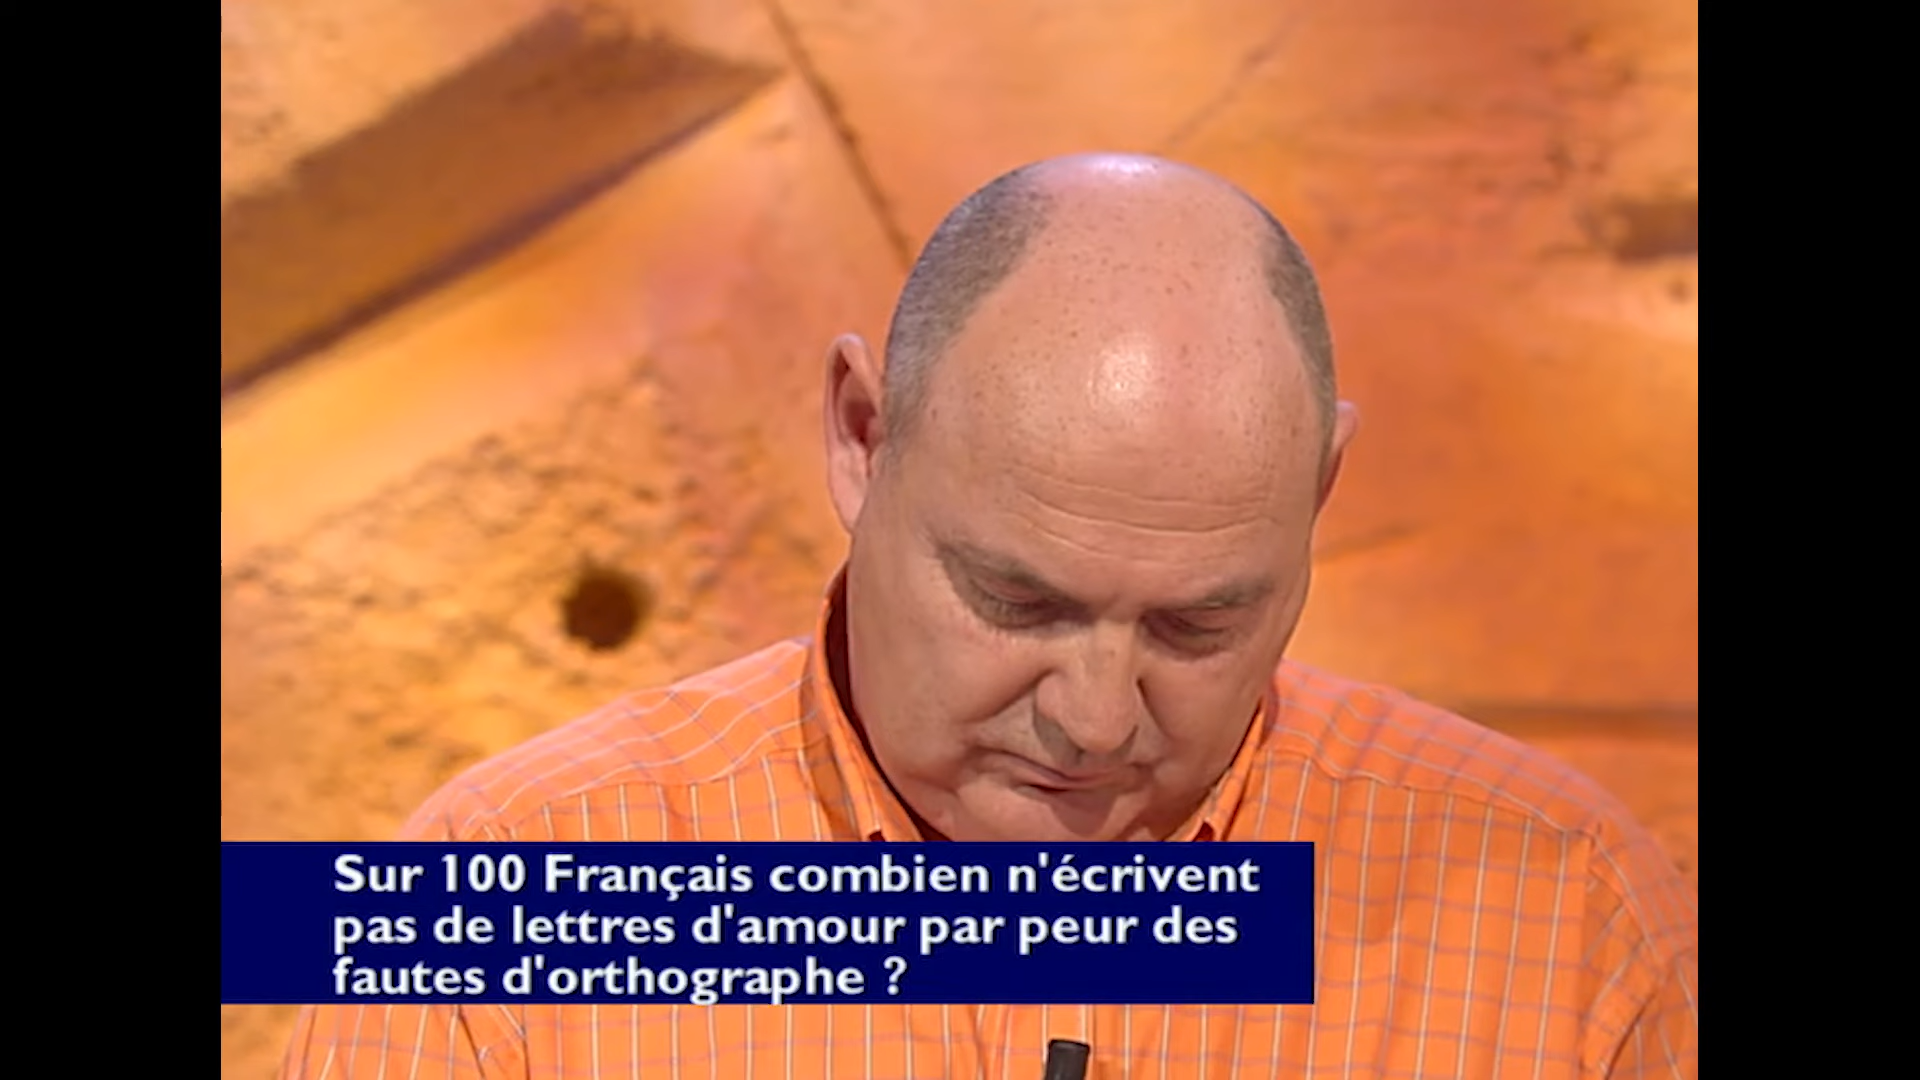 Sur 100 Français combien n'écrivent
pas de lettres d'amour par peur des
fautes d'orthographe ?